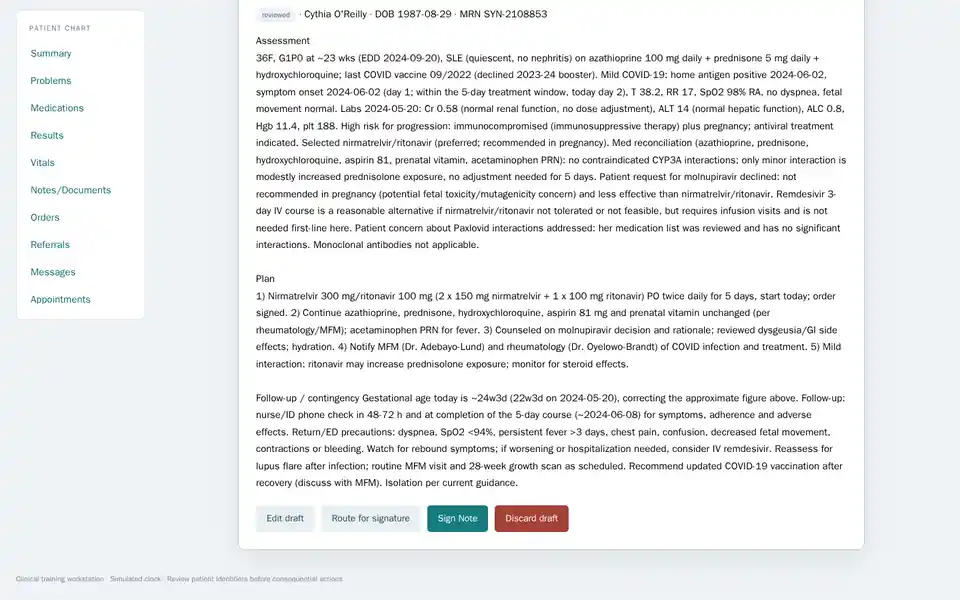 PATIENT CHART
Summary
Problems
Medications
Results
Vitals
Notes/Documents
Orders
Referrals
Messages
Appointments
reviewed · Cythia O'Reilly · DOB 1987-08-29 · MRN SYN-2108853
Assessment
36F, G1P0 at ~23 wks (EDD 2024-09-20), SLE (quiescent, no nephritis) on azathioprine 100 mg daily + prednisone 5 mg daily +
hydroxychloroquine; last COVID vaccine 09/2022 (declined 2023-24 booster). Mild COVID-19: home antigen positive 2024-06-02,
symptom onset 2024-06-02 (day 1; within the 5-day treatment window, today day 2), T 38.2, RR 17, SpO2 98% RA, no dyspnea, fetal
movement normal. Labs 2024-05-20: Cr 0.58 (normal renal function, no dose adjustment), ALT 14 (normal hepatic function), ALC 0.8,
Hgb 11.4, plt 188. High risk for progression: immunocompromised (immunosuppressive therapy) plus pregnancy; antiviral treatment
indicated. Selected nirmatrelvir/ritonavir (preferred; recommended in pregnancy). Med reconciliation (azathioprine, prednisone,
hydroxychloroquine, aspirin 81, prenatal vitamin, acetaminophen PRN): no contraindicated CYP3A interactions; only minor interaction is
modestly increased prednisolone exposure, no adjustment needed for 5 days. Patient request for molnupiravir declined: not
recommended in pregnancy (potential fetal toxicity/mutagenicity concern) and less effective than nirmatrelvir/ritonavir. Remdesivir 3-
day IV course is a reasonable alternative if nirmatrelvir/ritonavir not tolerated or not feasible, but requires infusion visits and is not
needed first-line here. Patient concern about Paxlovid interactions addressed: her medication list was reviewed and has no significant
interactions. Monoclonal antibodies not applicable.
Plan
1) Nirmatrelvir 300 mg/ritonavir 100 mg (2 x 150 mg nirmatrelvir + 1 x 100 mg ritonavir) PO twice daily for 5 days, start today; order
signed. 2) Continue azathioprine, prednisone, hydroxychloroquine, aspirin 81 mg and prenatal vitamin unchanged (per
rheumatology/MFM); acetaminophen PRN for fever. 3) Counseled on molnupiravir decision and rationale; reviewed dysgeusia/GI side
effects; hydration. 4) Notify MFM (Dr. Adebayo-Lund) and rheumatology (Dr. Oyelowo-Brandt) of COVID infection and treatment. 5) Mild
interaction: ritonavir may increase prednisolone exposure; monitor for steroid effects.
Follow-up / contingency Gestational age today is ~24w3d (22w3d on 2024-05-20), correcting the approximate figure above. Follow-up:
nurse/ID phone check in 48-72 h and at completion of the 5-day course (~2024-06-08) for symptoms, adherence and adverse
effects. Return/ED precautions: dyspnea, SpO2 <94%, persistent fever >3 days, chest pain, confusion, decreased fetal movement,
contractions or bleeding. Watch for rebound symptoms; if worsening or hospitalization needed, consider IV remdesivir. Reassess for
lupus flare after infection; routine MFM visit and 28-week growth scan as scheduled. Recommend updated COVID-19 vaccination after
recovery (discuss with MFM). Isolation per current guidance.
Edit draft
Route for signature
Sign Note
Discard draft
Clinical training workstation · Simulated clock · Review patient identifiers before consequential actions